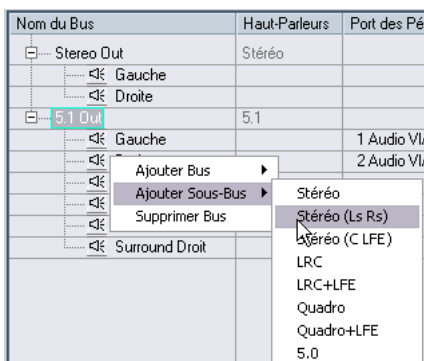 Nom du Bus Haut-Parleurs Port des Pé
Stereo Out Stéréo
Gauche
Droite
5.1 Out 5.1
Gauche 1 Audio VI
2 Audio VI
Ajouter Bus
Ajouter Sous-Bus
Supprimer Bus
Stéréo
Stéréo (Ls Rs)
Stéréo (C LFE)
LRC
LRC+LFE
Quadro
Quadro+LFE
5.0
Surround Droit